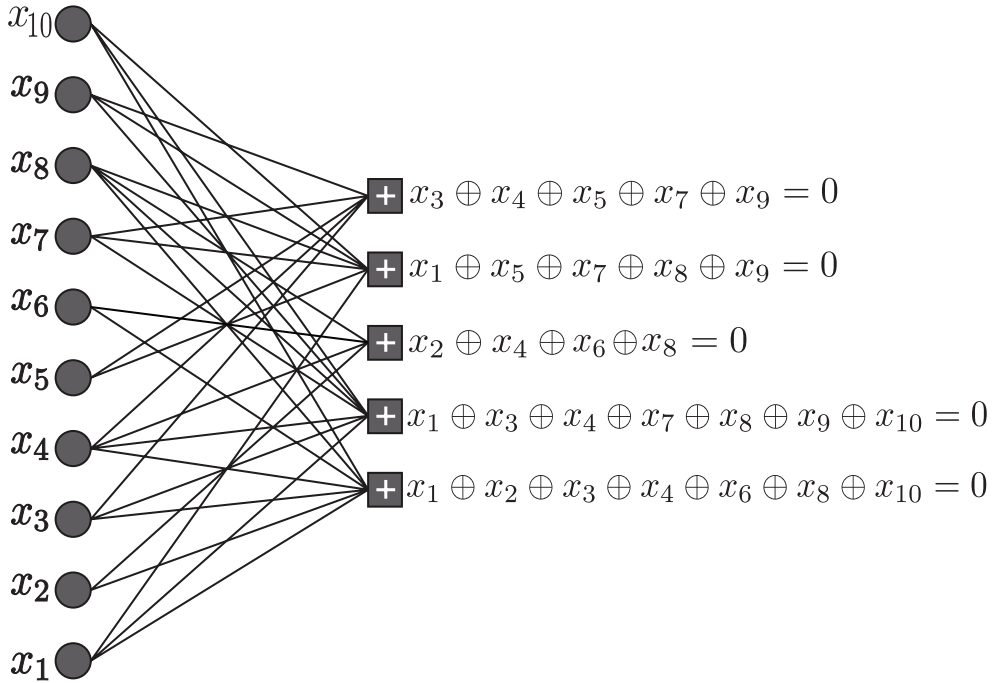 x₁₀
x₉
x₈
x₇
x₆
x₅
x₄
x₃
x₂
x₁
+ x₃ ⊕ x₄ ⊕ x₅ ⊕ x₇ ⊕ x₉ = 0
+ x₁ ⊕ x₅ ⊕ x₇ ⊕ x₈ ⊕ x₉ = 0
+ x₂ ⊕ x₄ ⊕ x₆ ⊕ x₈ = 0
+ x₁ ⊕ x₃ ⊕ x₄ ⊕ x₇ ⊕ x₈ ⊕ x₉ ⊕ x₁₀ = 0
+ x₁ ⊕ x₂ ⊕ x₃ ⊕ x₄ ⊕ x₆ ⊕ x₈ ⊕ x₁₀ = 0